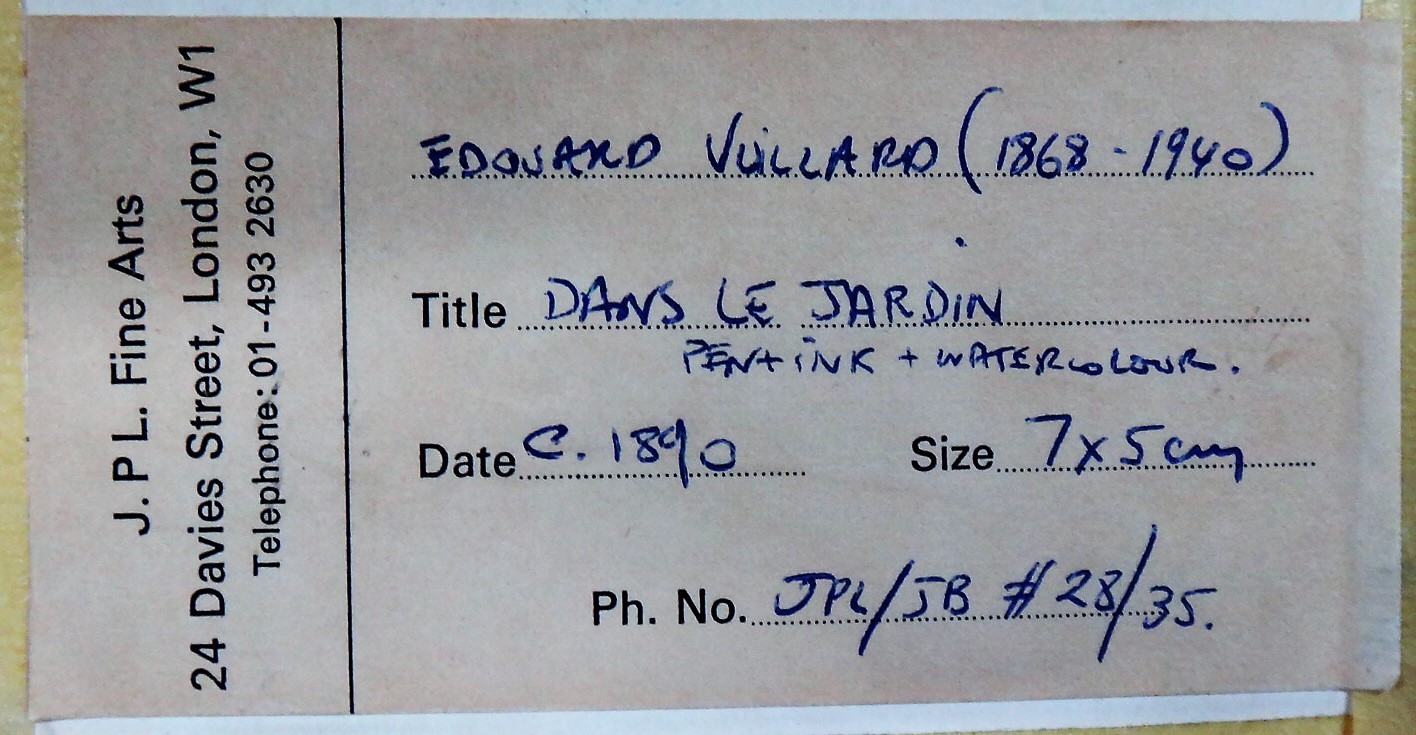 J.P L. Fine Arts
24 Davies Street, London, W1
Telephone: 01-493 2630
EDOUARD VUILLARD (1868 - 1940)
Title DANS LE JARDIN
PEN + INK + WATERCOLOUR.
Date C. 1890 Size 7 x 5 cm
Ph. No. JPL/JB # 28/35.